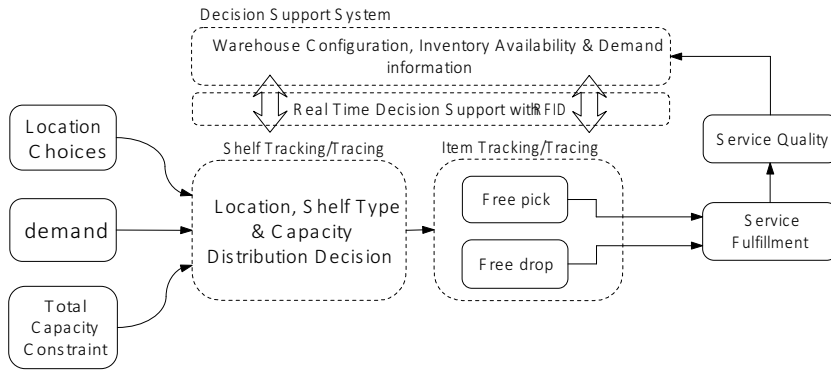 Decision Support System
Warehouse Configuration, Inventory Availability & Demand
information
Real Time Decision Support with RFID
Shelf Tracking/Tracing
Item Tracking/Tracing
Location
Choices
demand
Total
Capacity
Constraint
Location, Shelf Type
& Capacity
Distribution Decision
Free pick
Free drop
Service Quality
Service
Fulfillment